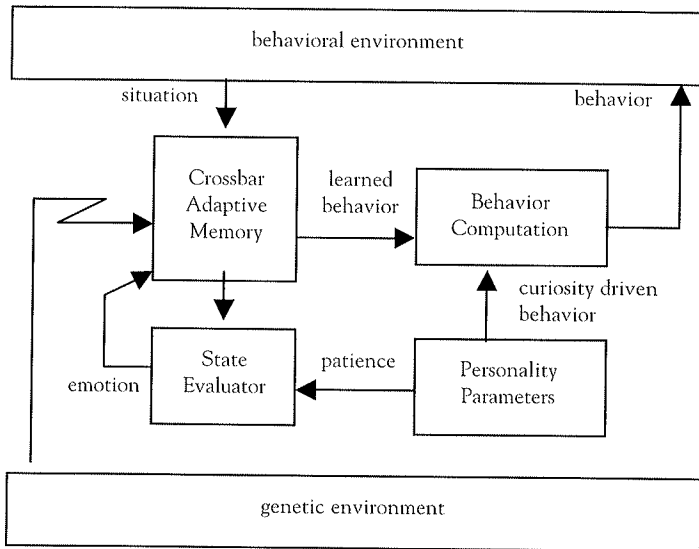 behavioral environment
situation
behavior
Crossbar
Adaptive
Memory
learned
behavior
Behavior
Computation
curiosity driven
behavior
emotion
State
Evaluator
patience
Personality
Parameters
genetic environment